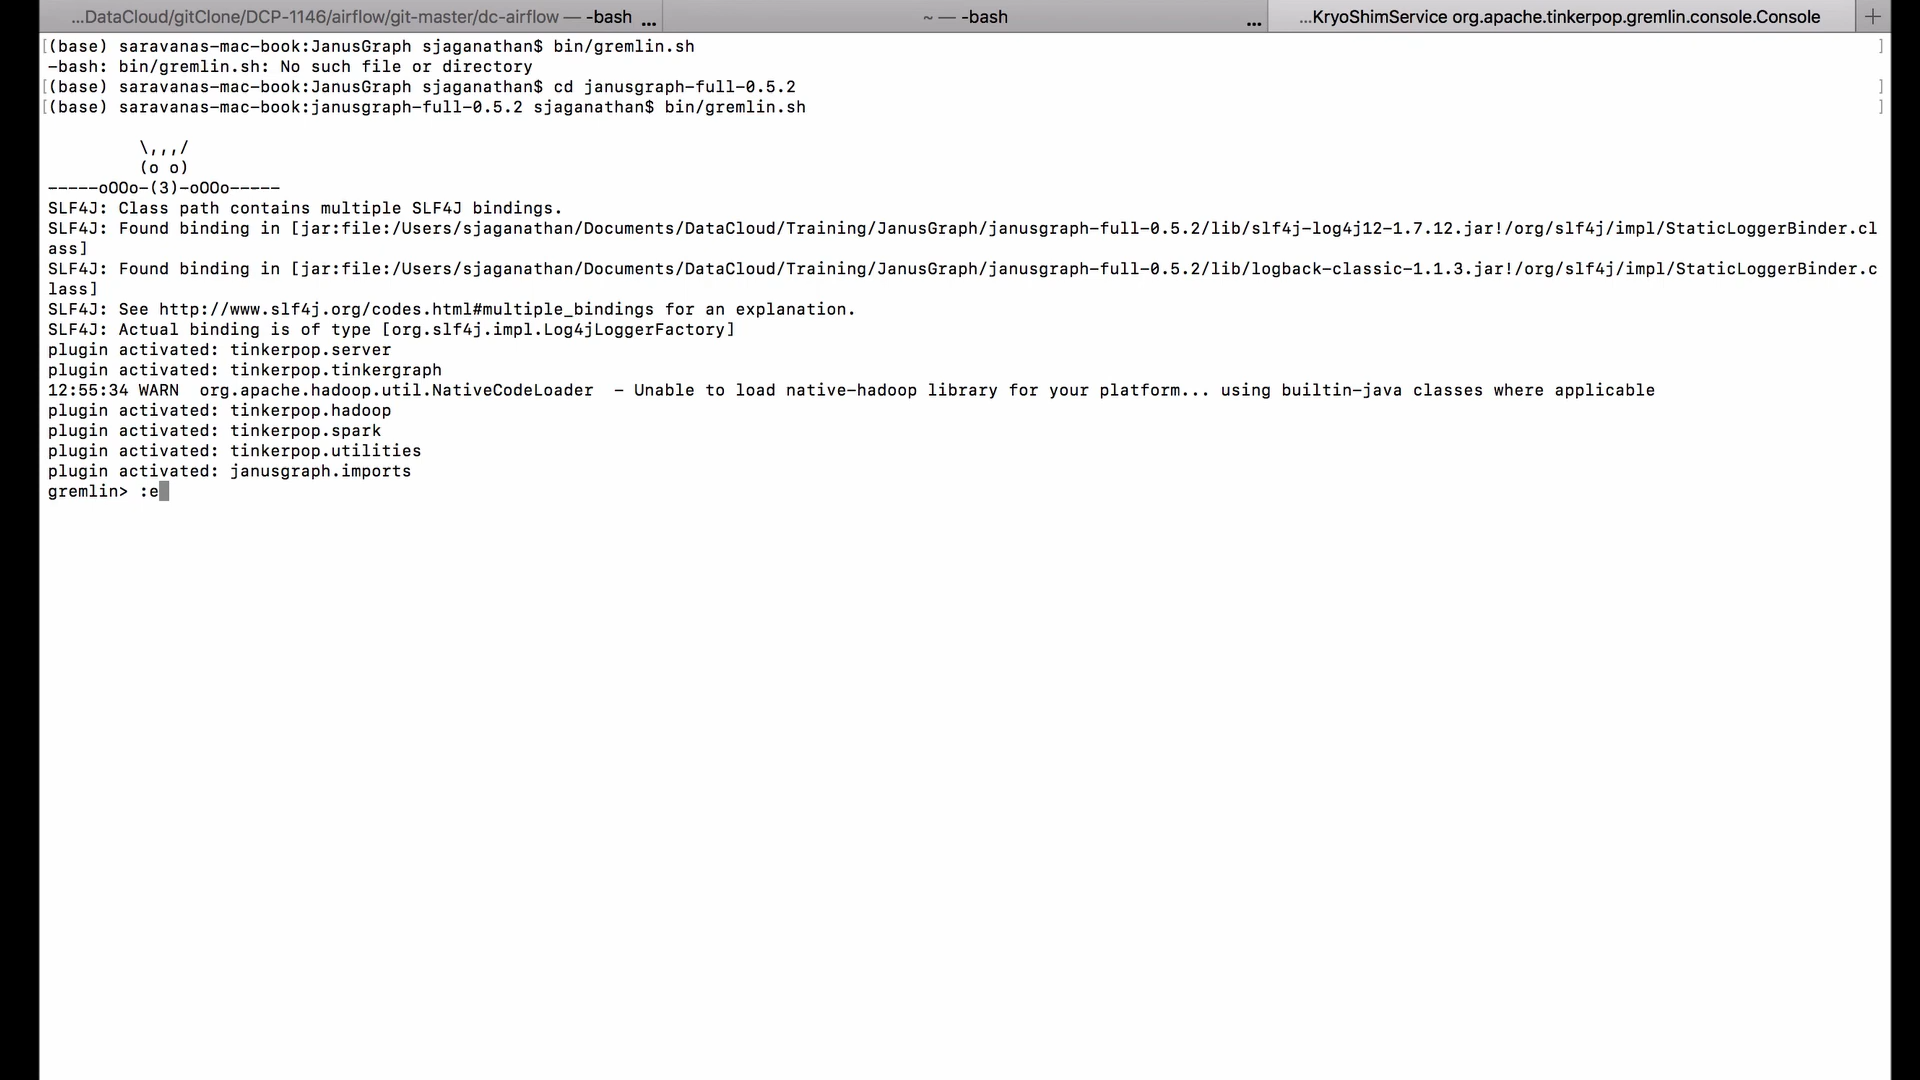 ...DataCloud/gitClone/DCP-1146/airflow/git-master/dc-airflow — -bash ...
~ — -bash ...
...KryoShimService org.apache.tinkerpop.gremlin.console.Console +
[(base) saravanas-mac-book:JanusGraph sjaganathan$ bin/gremlin.sh ]
-bash: bin/gremlin.sh: No such file or directory
[(base) saravanas-mac-book:JanusGraph sjaganathan$ cd janusgraph-full-0.5.2 ]
[(base) saravanas-mac-book:janusgraph-full-0.5.2 sjaganathan$ bin/gremlin.sh ]
\,,,/
(o o)
-----oOOo-(3)-oOOo-----
SLF4J: Class path contains multiple SLF4J bindings.
SLF4J: Found binding in [jar:file:/Users/sjaganathan/Documents/DataCloud/Training/JanusGraph/janusgraph-full-0.5.2/lib/slf4j-log4j12-1.7.12.jar!/org/slf4j/impl/StaticLoggerBinder.cl
ass]
SLF4J: Found binding in [jar:file:/Users/sjaganathan/Documents/DataCloud/Training/JanusGraph/janusgraph-full-0.5.2/lib/logback-classic-1.1.3.jar!/org/slf4j/impl/StaticLoggerBinder.c
lass]
SLF4J: See http://www.slf4j.org/codes.html#multiple_bindings for an explanation.
SLF4J: Actual binding is of type [org.slf4j.impl.Log4jLoggerFactory]
plugin activated: tinkerpop.server
plugin activated: tinkerpop.tinkergraph
12:55:34 WARN  org.apache.hadoop.util.NativeCodeLoader  - Unable to load native-hadoop library for your platform... using builtin-java classes where applicable
plugin activated: tinkerpop.hadoop
plugin activated: tinkerpop.spark
plugin activated: tinkerpop.utilities
plugin activated: janusgraph.imports
gremlin> :e